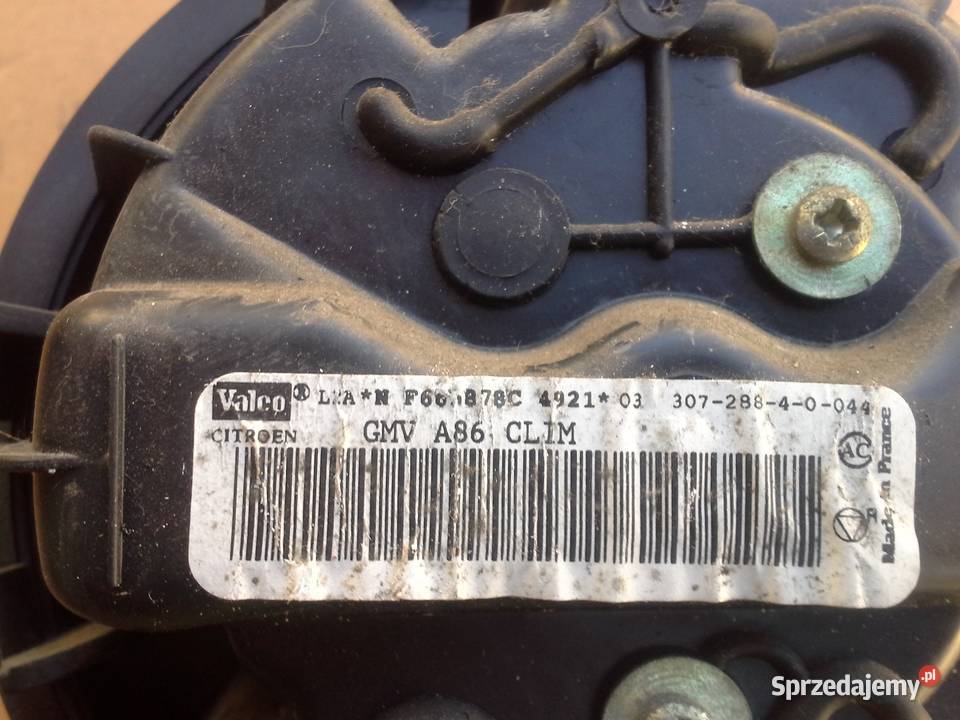 Valeo® *N 4921* 03 307-288-4-0-044
CITROEN GMV A86 CLIM
AC
R
Made in France
Sprzedajemy.pl